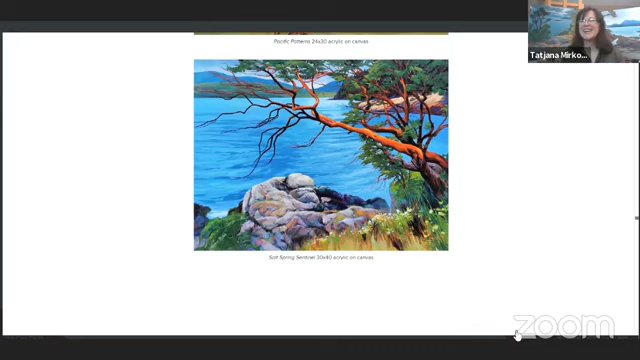 Pacific Patterns 24x30 acrylic on canvas
Salt Spring Sentinel 30x40 acrylic on canvas
Tatjana Mirko...
zoom